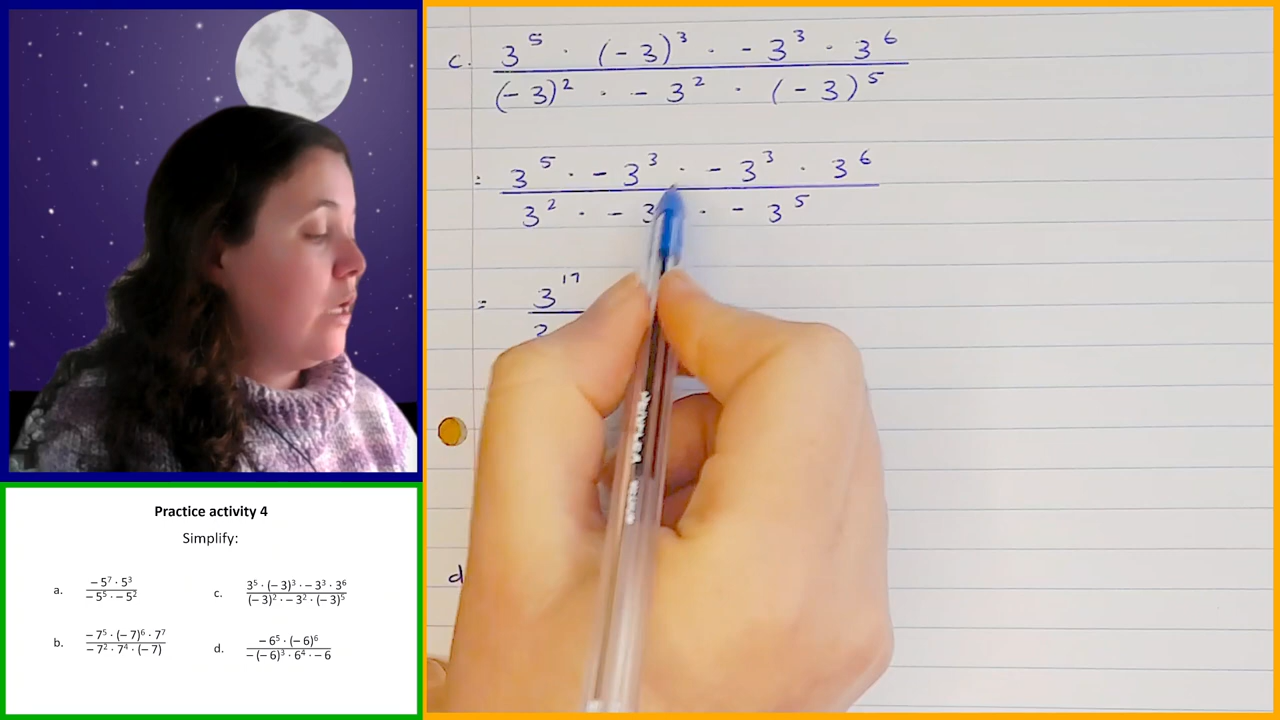 c. 3⁵ · (-3)³ · -3³ · 3⁶
(-3)² · -3² · (-3)⁵
= 3⁵ · -3³ · -3³ · 3⁶
3² · -3 · -3⁵
= 3¹⁷
d
Practice activity 4
Simplify:
a. -5⁷ · 5³ / -5⁵ · -5²
c. 3⁵ · (-3)³ · -3³ · 3⁶ / (-3)² · -3² · (-3)⁵
b. -7⁵ · (-7)⁶ · 7⁷ / -7² · 7⁴ · (-7)
d. -6⁵ · (-6)⁶ / -(-6)³ · 6⁴ · -6